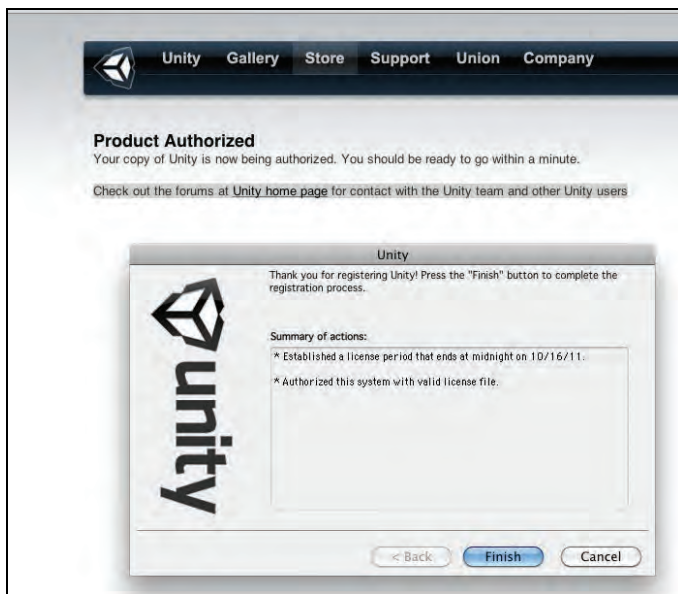 Unity Gallery Store Support Union Company
Product Authorized
Your copy of Unity is now being authorized. You should be ready to go within a minute.
Check out the forums at Unity home page for contact with the Unity team and other Unity users
Unity
Thank you for registering Unity! Press the "Finish" button to complete the
registration process.
Summary of actions:
* Established a license period that ends at midnight on 10/16/11.
* Authorized this system with valid license file.
unity
< Back Finish Cancel